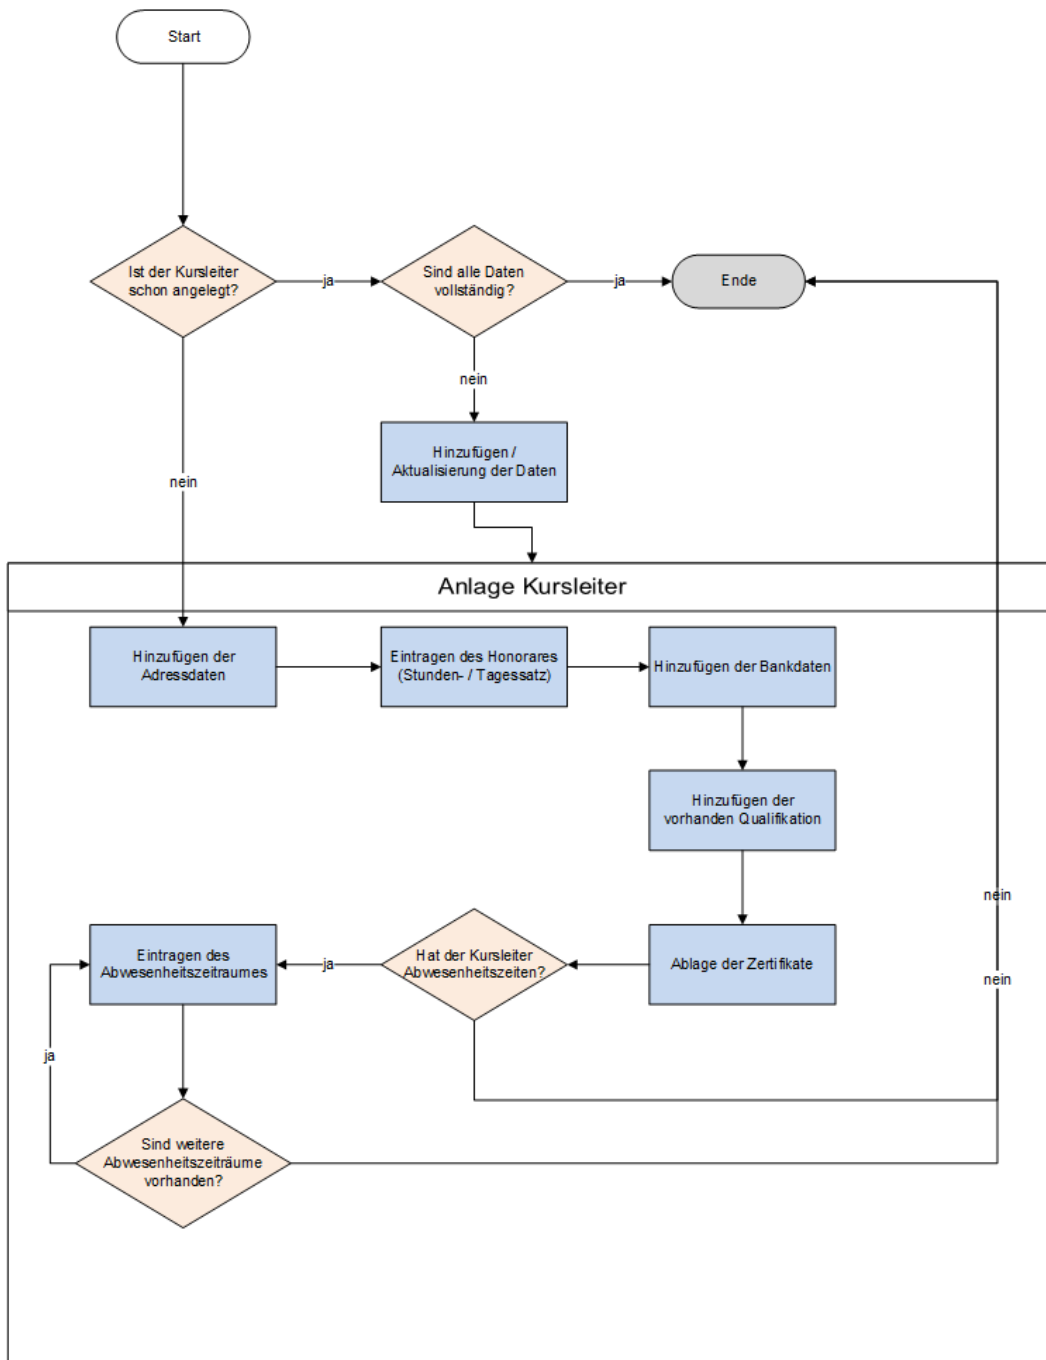 Start
Ist der Kursleiter
schon angelegt?
ja
Sind alle Daten
vollständig?
ja
Ende
nein
Hinzufügen /
Aktualisierung der Daten
nein
Anlage Kursleiter
Hinzufügen der
Adressdaten
Eintragen des Honorares
(Stunden- / Tagessatz)
Hinzufügen der Bankdaten
Hinzufügen der
vorhanden Qualifikation
nein
Eintragen des
Abwesenheitszeitraumes
ja
Hat der Kursleiter
Abwesenheitszeiten?
Ablage der Zertifikate
nein
ja
Sind weitere
Abwesenheitszeiträume
vorhanden?